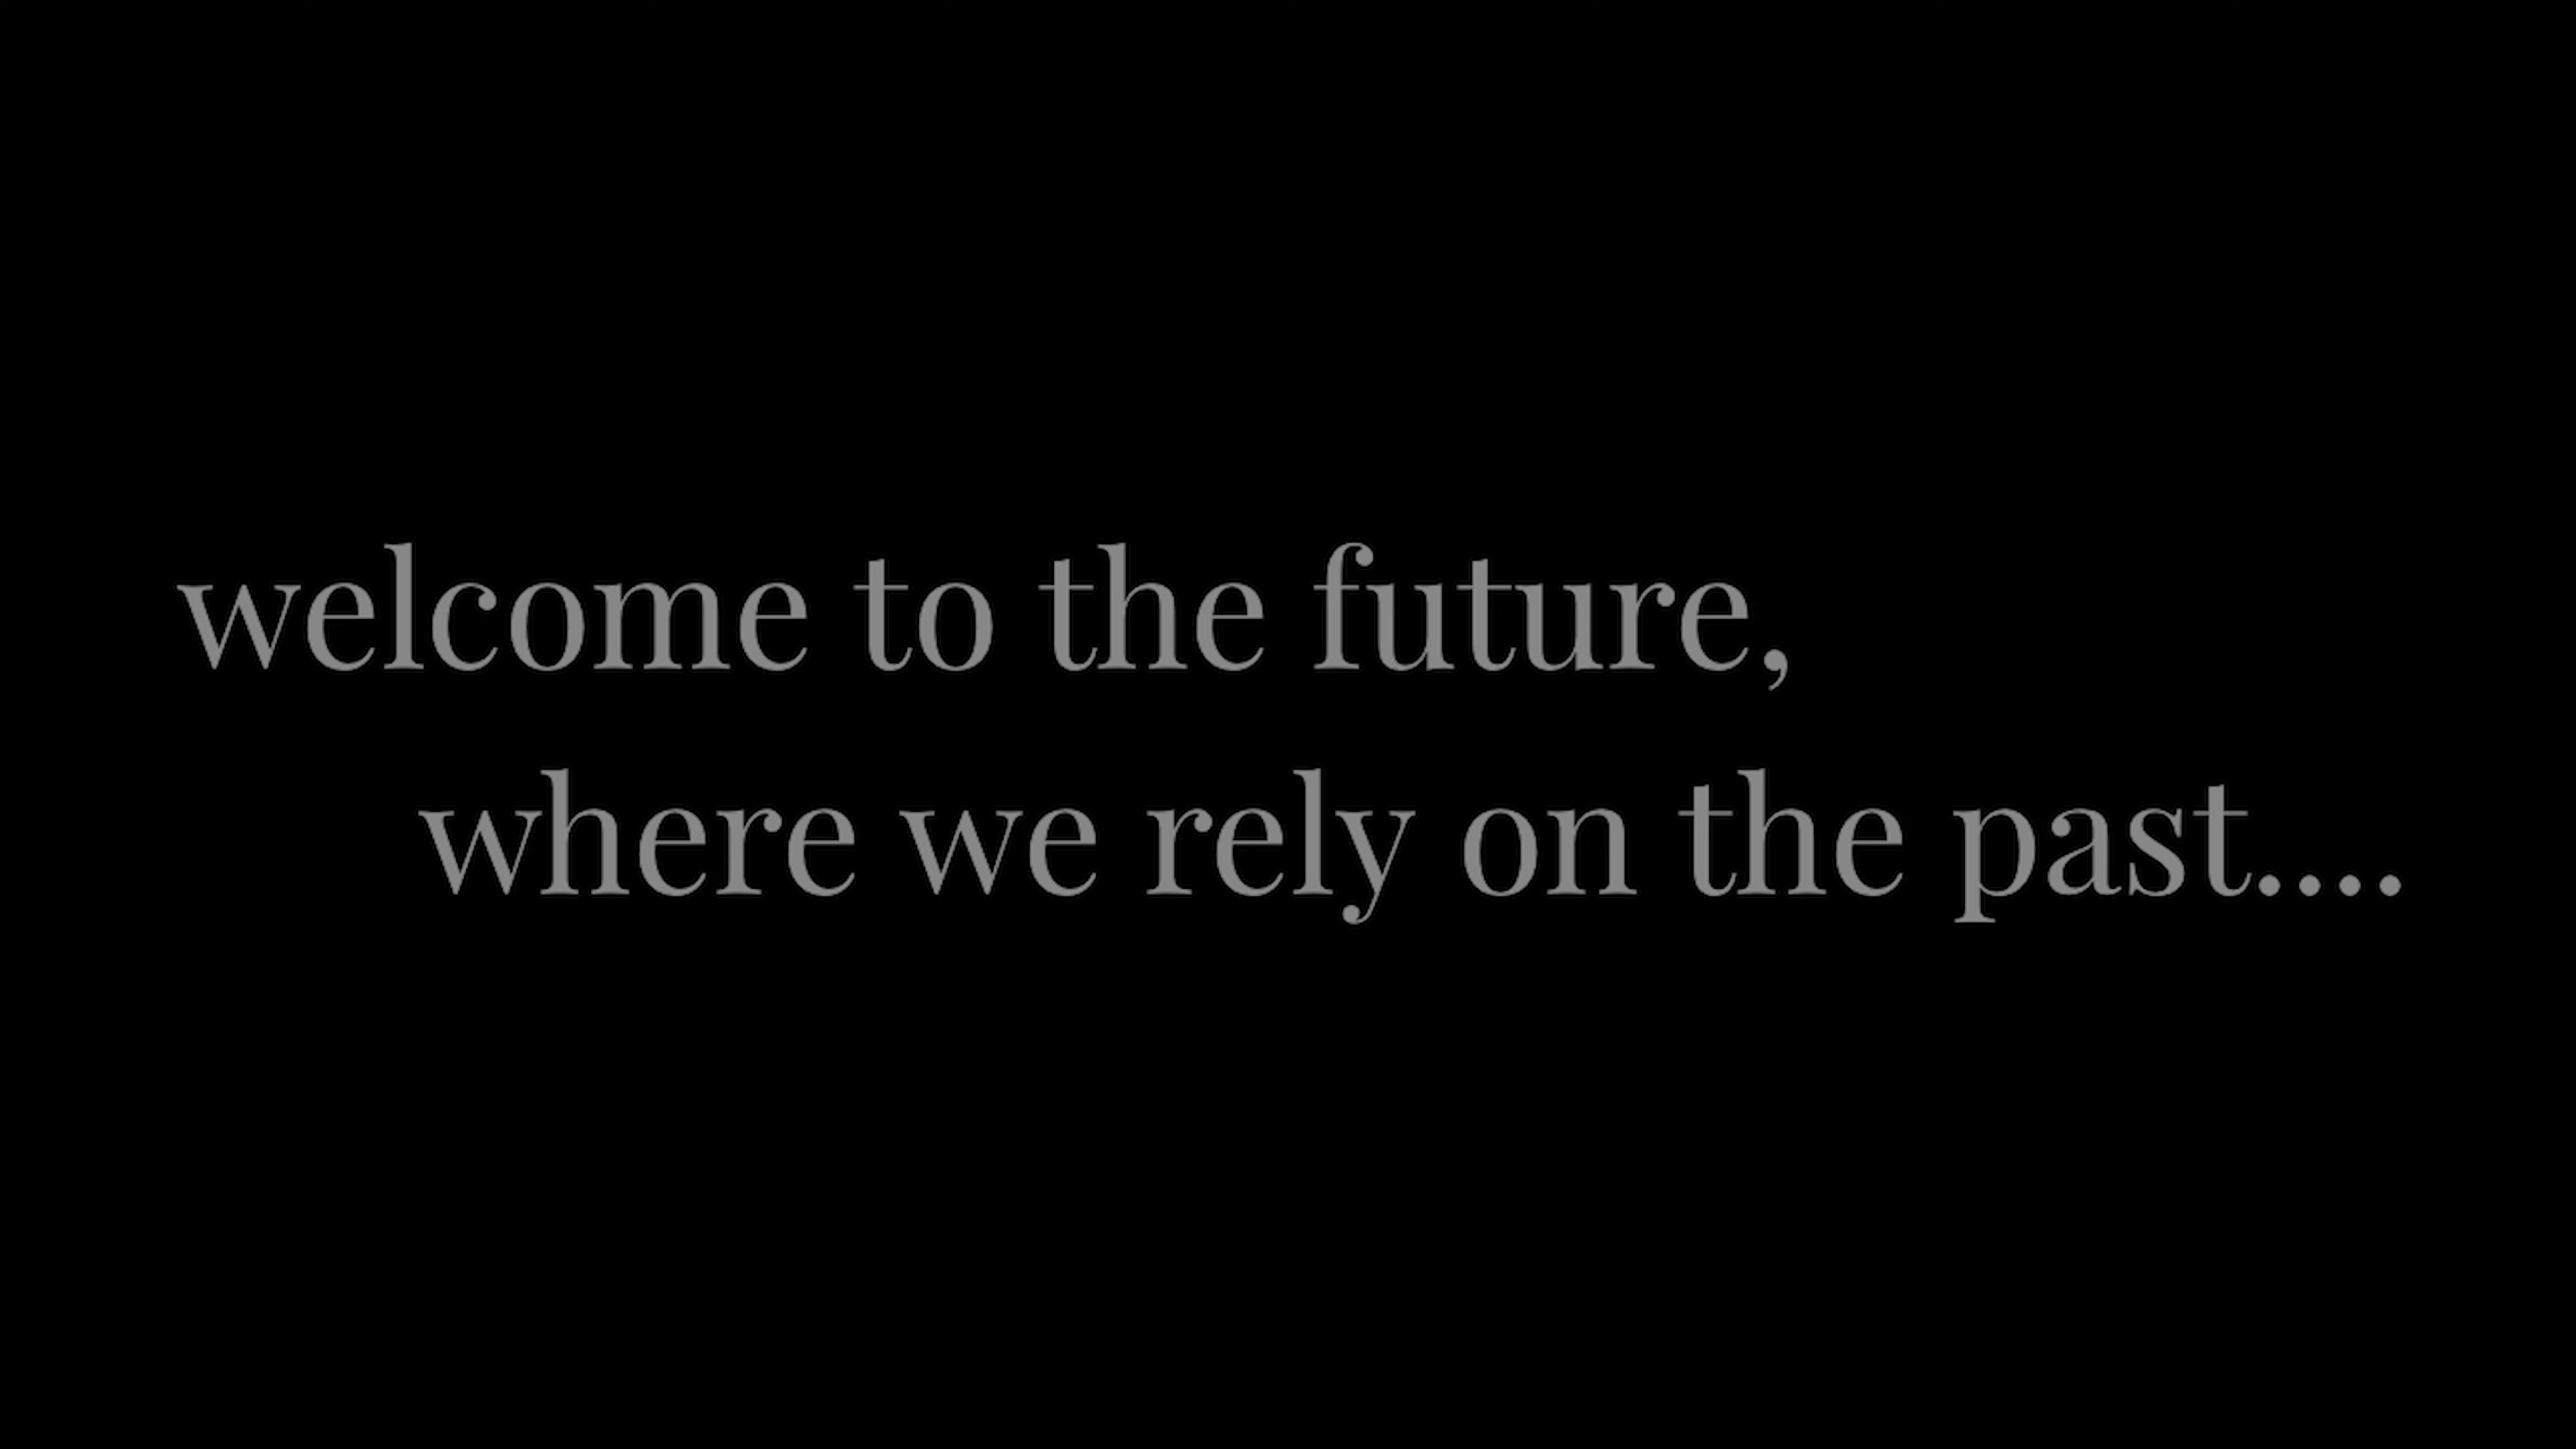 welcome to the future,
where we rely on the past....